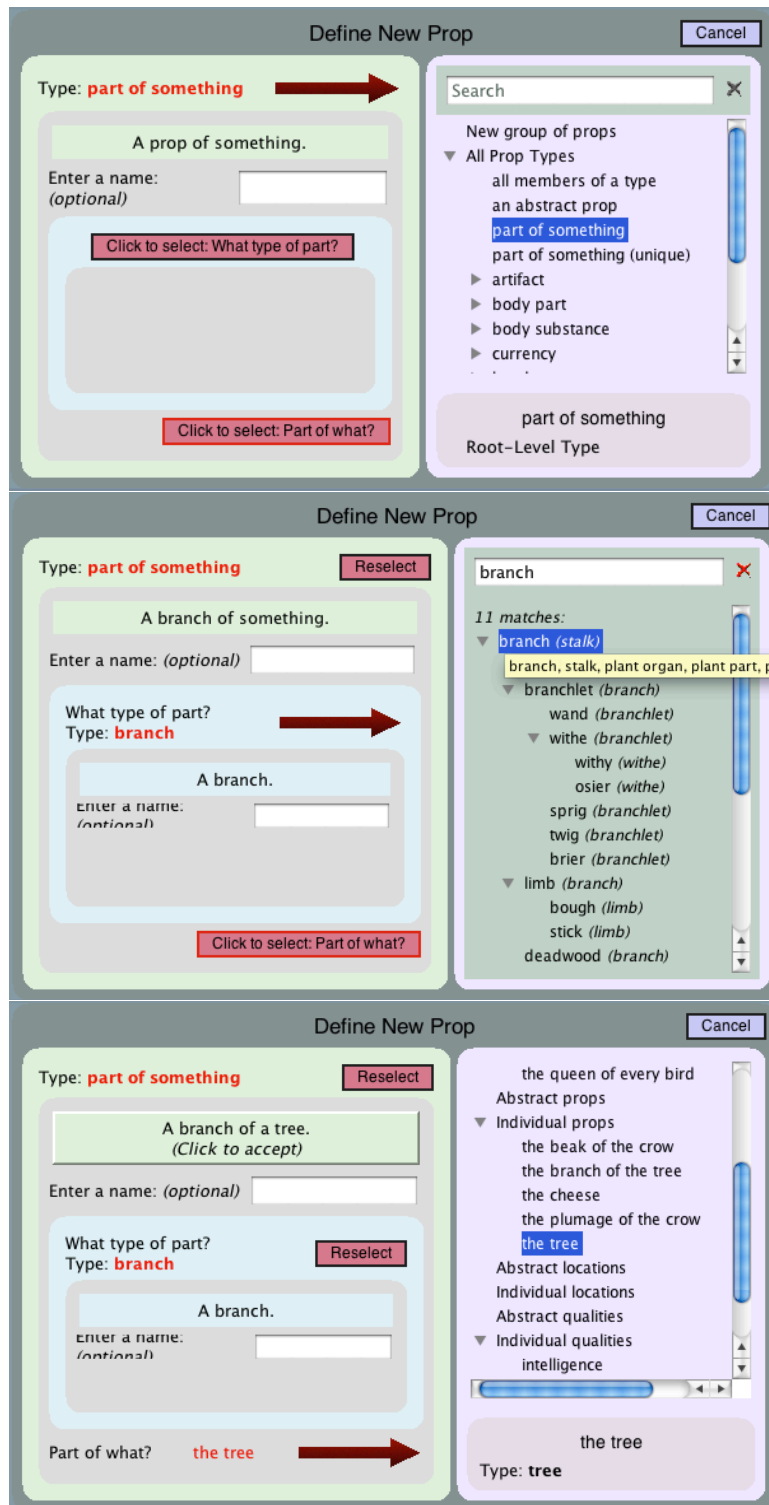 Define New Prop
Cancel
Type: part of something
A prop of something.
Enter a name:
(optional)
Click to select: What type of part?
Click to select: Part of what?
Search
New group of props
All Prop Types
all members of a type
an abstract prop
part of something
part of something (unique)
artifact
body part
body substance
currency
part of something
Root-Level Type
Define New Prop
Cancel
Type: part of something
Reselect
A branch of something.
Enter a name: (optional)
What type of part?
Type: branch
A branch.
Enter a name:
(optional)
Click to select: Part of what?
branch
11 matches:
branch (stalk)
branch, stalk, plant organ, plant part, p
branchlet (branch)
wand (branchlet)
withe (branchlet)
withy (withe)
osier (withe)
sprig (branchlet)
twig (branchlet)
brier (branchlet)
limb (branch)
bough (limb)
stick (limb)
deadwood (branch)
Define New Prop
Cancel
Type: part of something
Reselect
A branch of a tree.
(Click to accept)
Enter a name: (optional)
What type of part?
Type: branch
Reselect
A branch.
Enter a name:
(optional)
Part of what? the tree
the queen of every bird
Abstract props
Individual props
the beak of the crow
the branch of the tree
the cheese
the plumage of the crow
the tree
Abstract locations
Individual locations
Abstract qualities
Individual qualities
intelligence
the tree
Type: tree